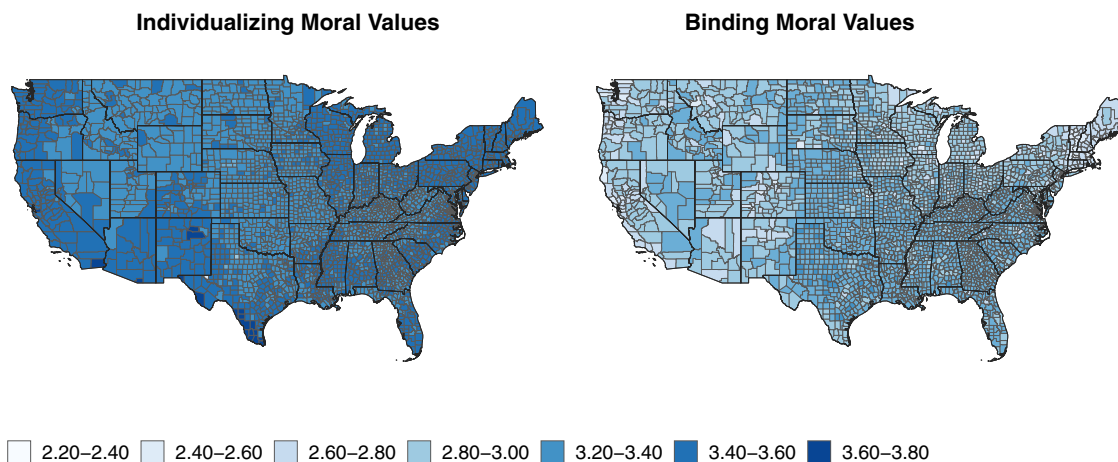 Individualizing Moral Values
Binding Moral Values
2.20−2.40 2.40−2.60 2.60−2.80 2.80−3.00 3.20−3.40 3.40−3.60 3.60−3.80